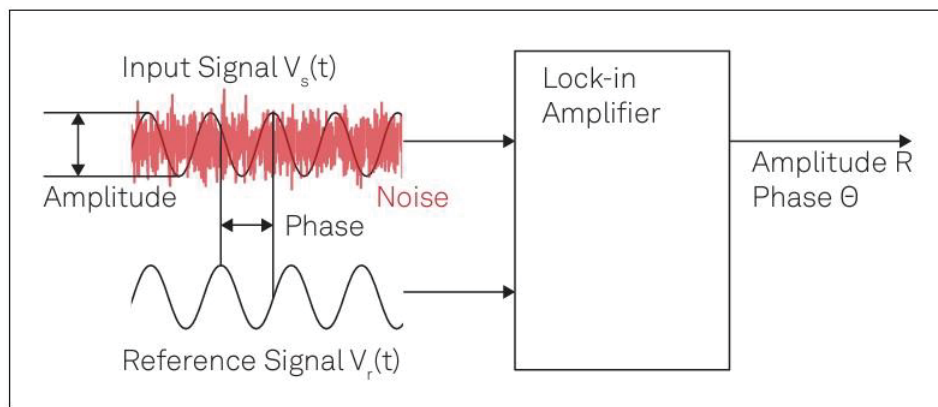 Input Signal Vs(t)
Lock-in
Amplifier
Amplitude R
Phase Θ
Amplitude
Noise
Phase
Reference Signal Vr(t)